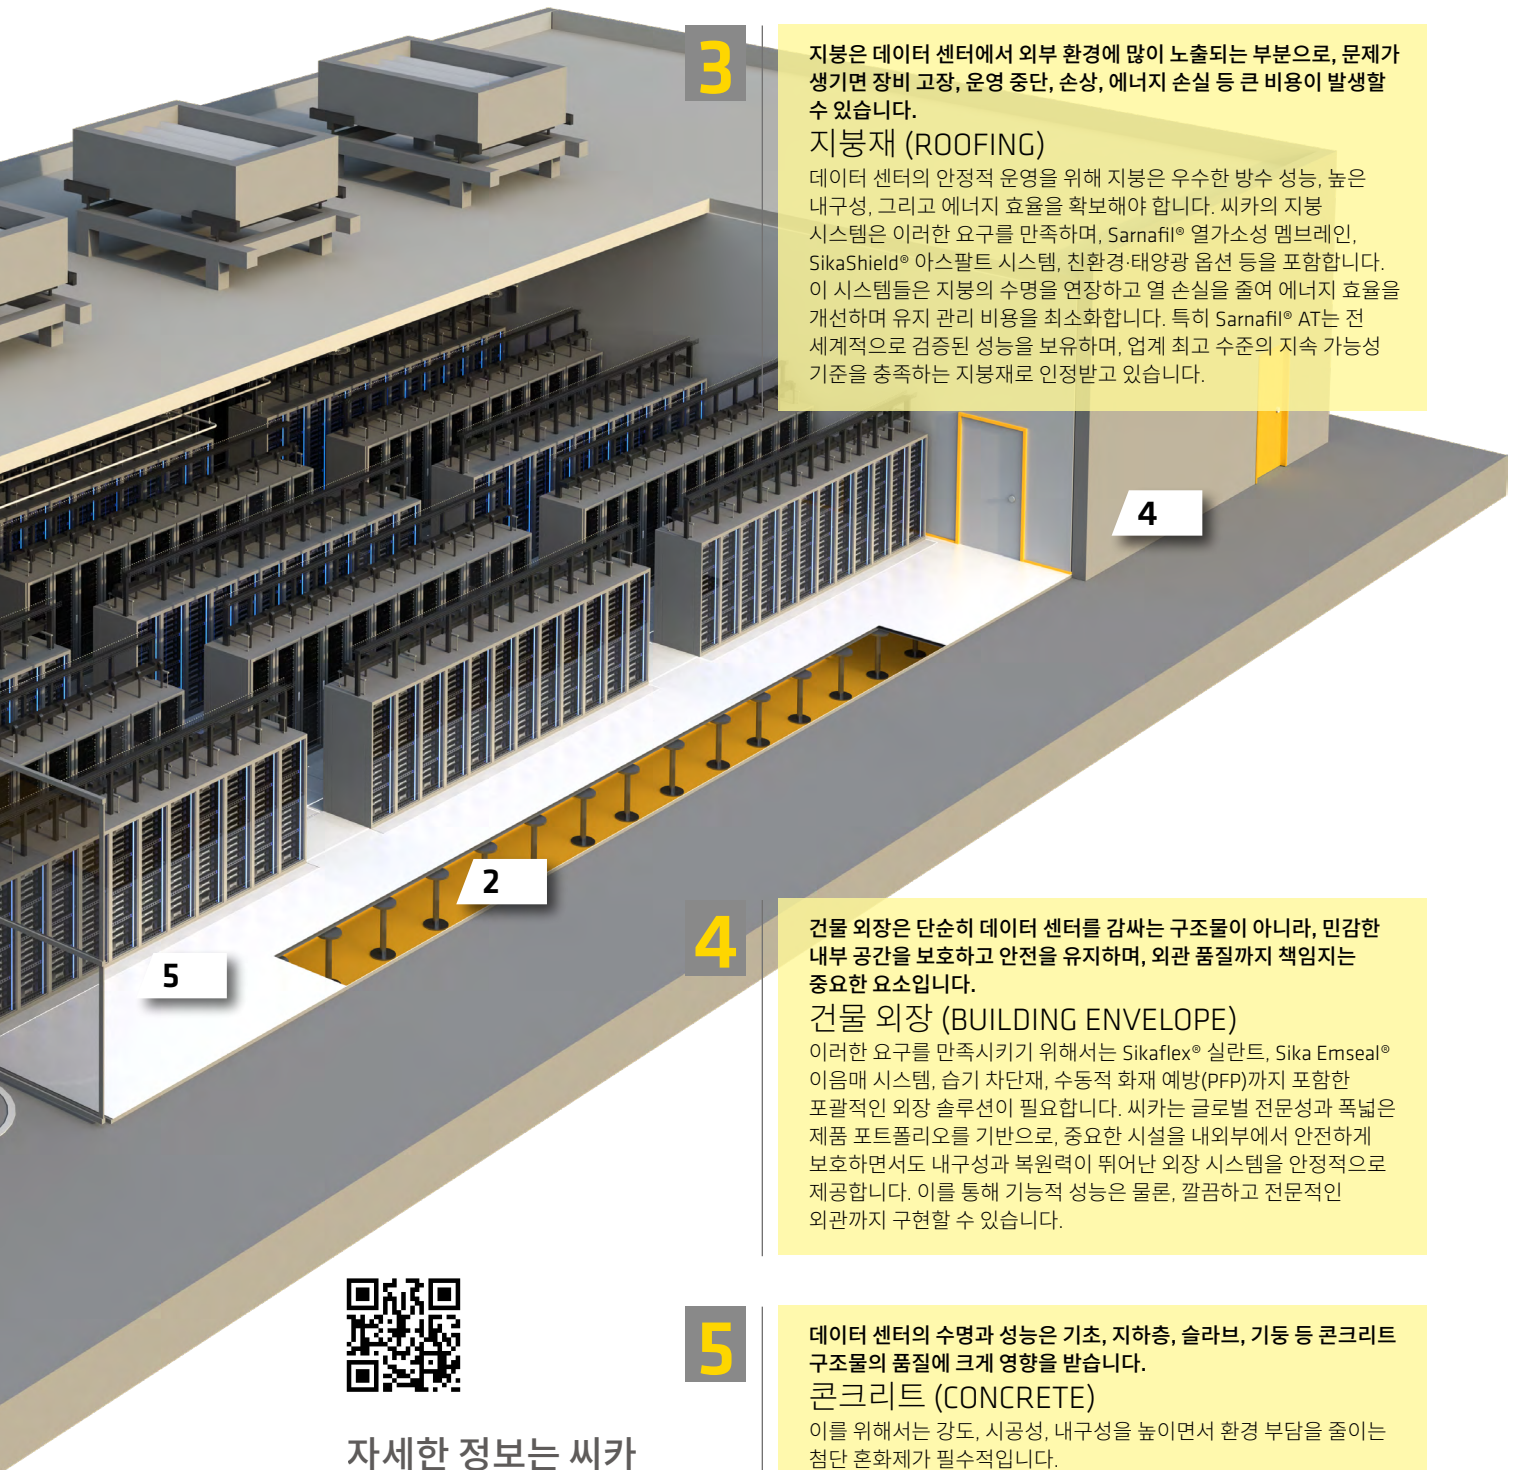 3
지붕은 데이터 센터에서 외부 환경에 많이 노출되는 부분으로, 문제가
생기면 장비 고장, 운영 중단, 손상, 에너지 손실 등 큰 비용이 발생할
수 있습니다.
지붕재 (ROOFING)
데이터 센터의 안정적 운영을 위해 지붕은 우수한 방수 성능, 높은
내구성, 그리고 에너지 효율을 확보해야 합니다. 씨카의 지붕
시스템은 이러한 요구를 만족하며, Sarnafil® 열가소성 멤브레인,
SikaShield® 아스팔트 시스템, 친환경·태양광 옵션 등을 포함합니다.
이 시스템들은 지붕의 수명을 연장하고 열 손실을 줄여 에너지 효율을
개선하며 유지 관리 비용을 최소화합니다. 특히 Sarnafil® AT는 전
세계적으로 검증된 성능을 보유하며, 업계 최고 수준의 지속 가능성
기준을 충족하는 지붕재로 인정받고 있습니다.
4
2
5
4
건물 외장은 단순히 데이터 센터를 감싸는 구조물이 아니라, 민감한
내부 공간을 보호하고 안전을 유지하며, 외관 품질까지 책임지는
중요한 요소입니다.
건물 외장 (BUILDING ENVELOPE)
이러한 요구를 만족시키기 위해서는 Sikaflex® 실란트, Sika Emseal®
이음매 시스템, 습기 차단재, 수동적 화재 예방(PFP)까지 포함한
포괄적인 외장 솔루션이 필요합니다. 씨카는 글로벌 전문성과 폭넓은
제품 포트폴리오를 기반으로, 중요한 시설을 내외부에서 안전하게
보호하면서도 내구성과 복원력이 뛰어난 외장 시스템을 안정적으로
제공합니다. 이를 통해 기능적 성능은 물론, 깔끔하고 전문적인
외관까지 구현할 수 있습니다.
5
데이터 센터의 수명과 성능은 기초, 지하층, 슬라브, 기둥 등 콘크리트
구조물의 품질에 크게 영향을 받습니다.
콘크리트 (CONCRETE)
이를 위해서는 강도, 시공성, 내구성을 높이면서 환경 부담을 줄이는
첨단 혼화제가 필수적입니다.
자세한 정보는 씨카